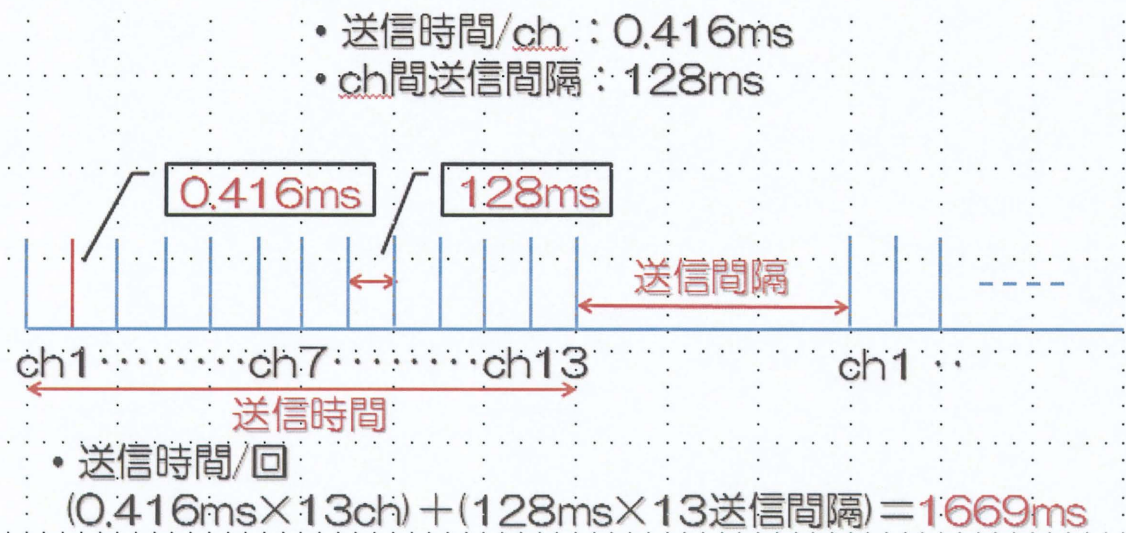 ・送信時間/ch：0.416ms
・ch間送信間隔：128ms
0.416ms 128ms
送信間隔
ch1‥‥‥‥ch7‥‥‥‥ch13 ch1‥
送信時間
・送信時間/回
(0.416ms×13ch)＋(128ms×13送信間隔)＝1669ms